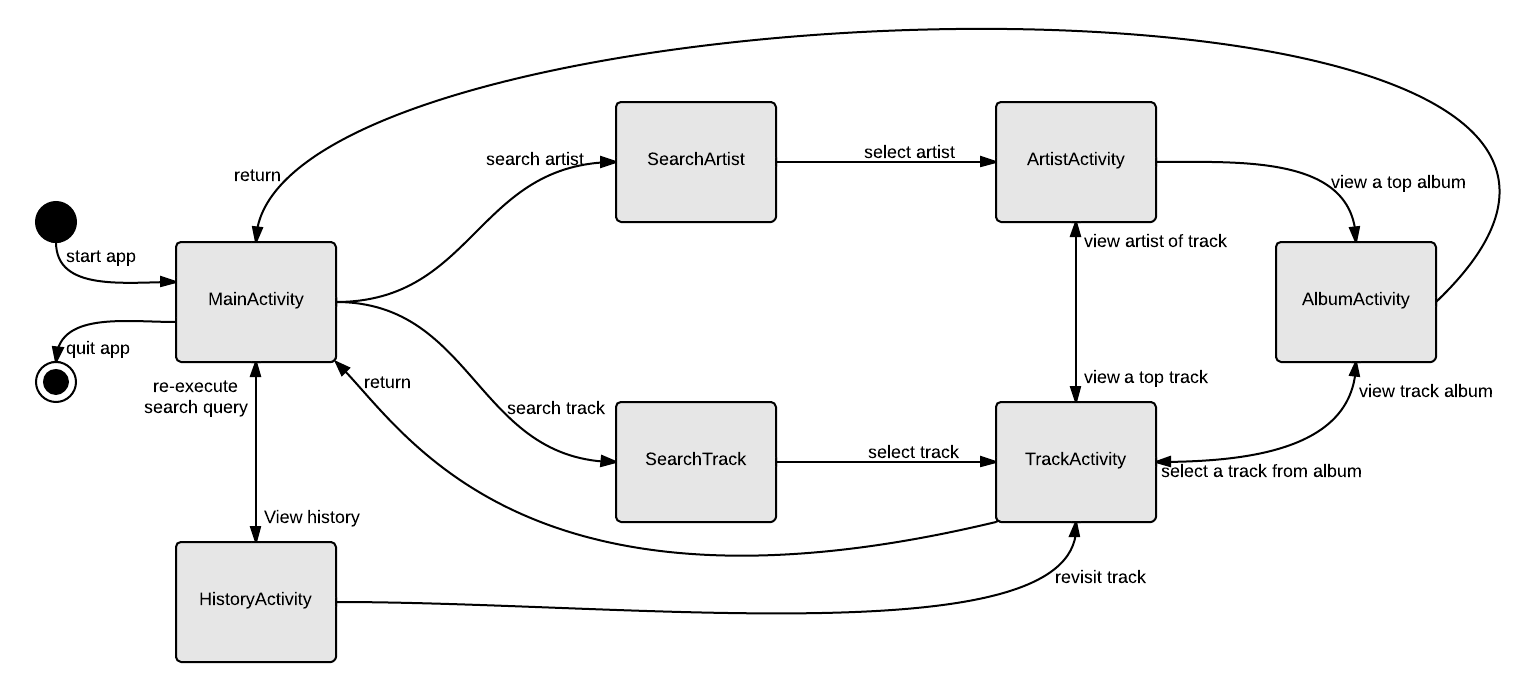 search artist
SearchArtist
select artist
ArtistActivity
return
view a top album
start app
view artist of track
MainActivity
AlbumActivity
quit app
re-execute
search query
return
view a top track
view track album
search track
SearchTrack
select track
TrackActivity
select a track from album
View history
revisit track
HistoryActivity